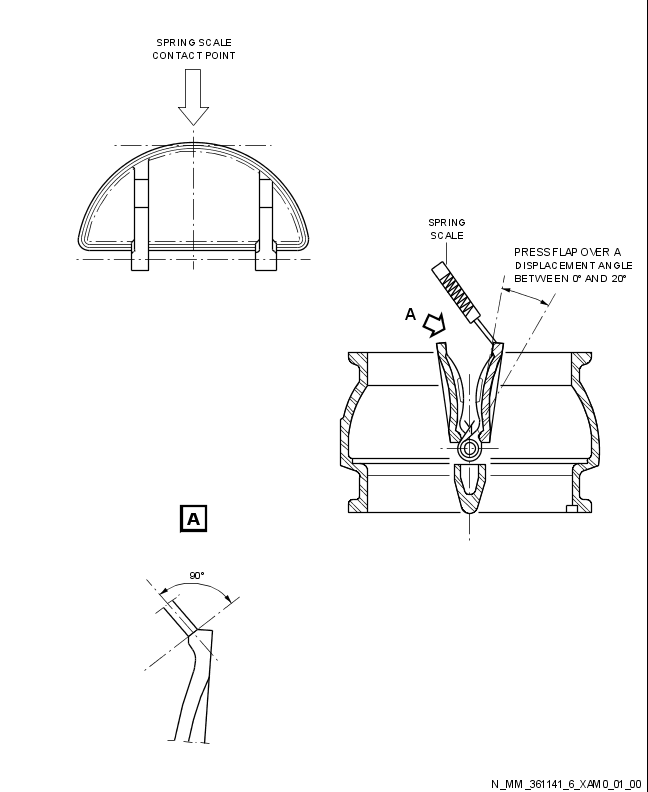 SPRING SCALE
CONTACT POINT
SPRING
SCALE
PRESS FLAP OVER A
DISPLACEMENT ANGLE
BETWEEN 0° AND 20°
A
A
90°
N_MM_361141_6_XAM0_01_00